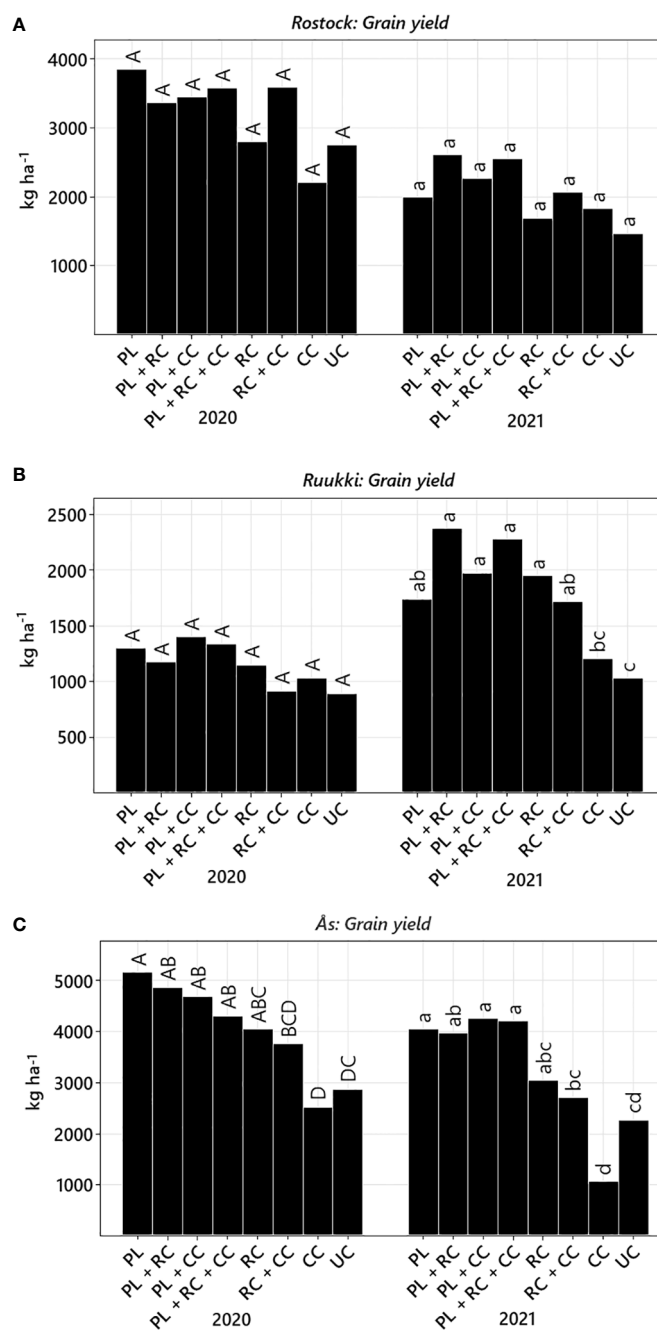 A
Rostock: Grain yield
kg ha⁻¹
4000
3000
2000
1000
A A A A A A A A
a a a a a a a a
PL PL + RC PL + CC PL + RC + CC RC RC + CC CC UC
PL PL + RC PL + CC PL + RC + CC RC RC + CC CC UC
2020 2021
B
Ruukki: Grain yield
kg ha⁻¹
2500
2000
1500
1000
500
A A A A A A A A
ab a a a a ab bc c
PL PL + RC PL + CC PL + RC + CC RC RC + CC CC UC
PL PL + RC PL + CC PL + RC + CC RC RC + CC CC UC
2020 2021
C
Ås: Grain yield
kg ha⁻¹
5000
4000
3000
2000
1000
A AB AB AB ABC BCD D DC
a ab a a abc bc d cd
PL PL + RC PL + CC PL + RC + CC RC RC + CC CC UC
PL PL + RC PL + CC PL + RC + CC RC RC + CC CC UC
2020 2021